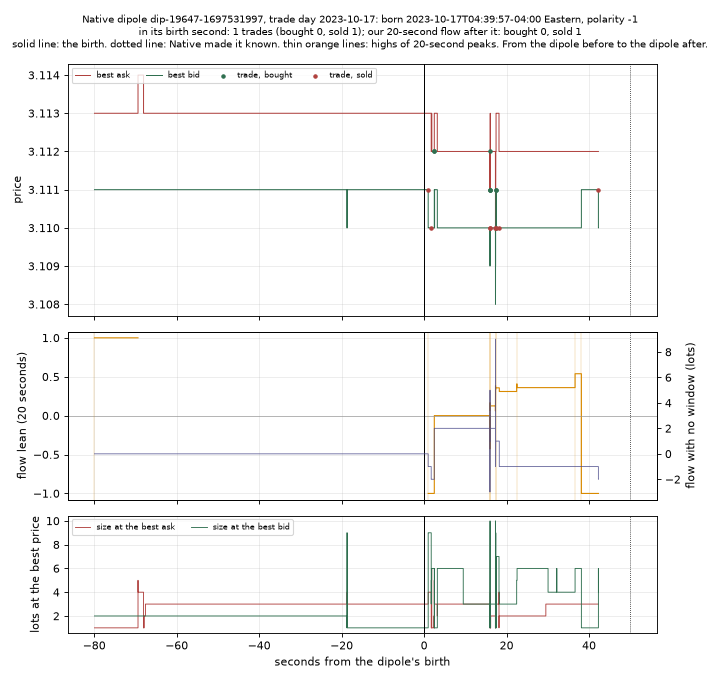 Native dipole dip-19647-1697531997, trade day 2023-10-17: born 2023-10-17T04:39:57-04:00 Eastern, polarity -1
in its birth second: 1 trades (bought 0, sold 1); our 20-second flow after it: bought 0, sold 1
solid line: the birth. dotted line: Native made it known. thin orange lines: highs of 20-second peaks. From the dipole before to the dipole after.
best ask
best bid
trade, bought
trade, sold
3.114
3.113
3.112
3.111
3.110
3.109
3.108
price
1.0
0.5
0.0
−0.5
−1.0
flow lean (20 seconds)
8
6
4
2
0
−2
flow with no window (lots)
size at the best ask
size at the best bid
10
8
6
4
2
lots at the best price
−80
−60
−40
−20
0
20
40
seconds from the dipole's birth